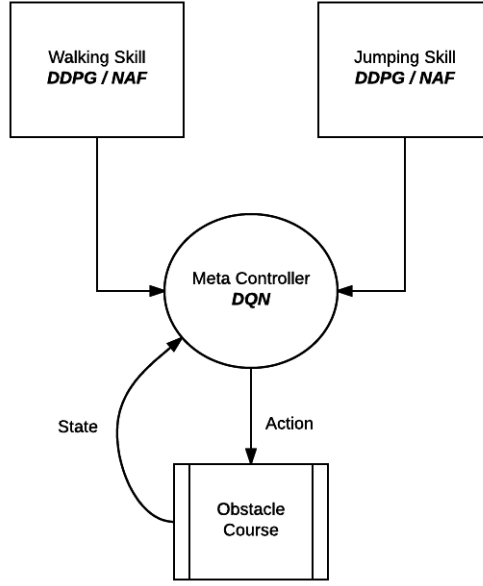 Walking Skill
DDPG / NAF
Jumping Skill
DDPG / NAF
Meta Controller
DQN
State
Action
Obstacle
Course